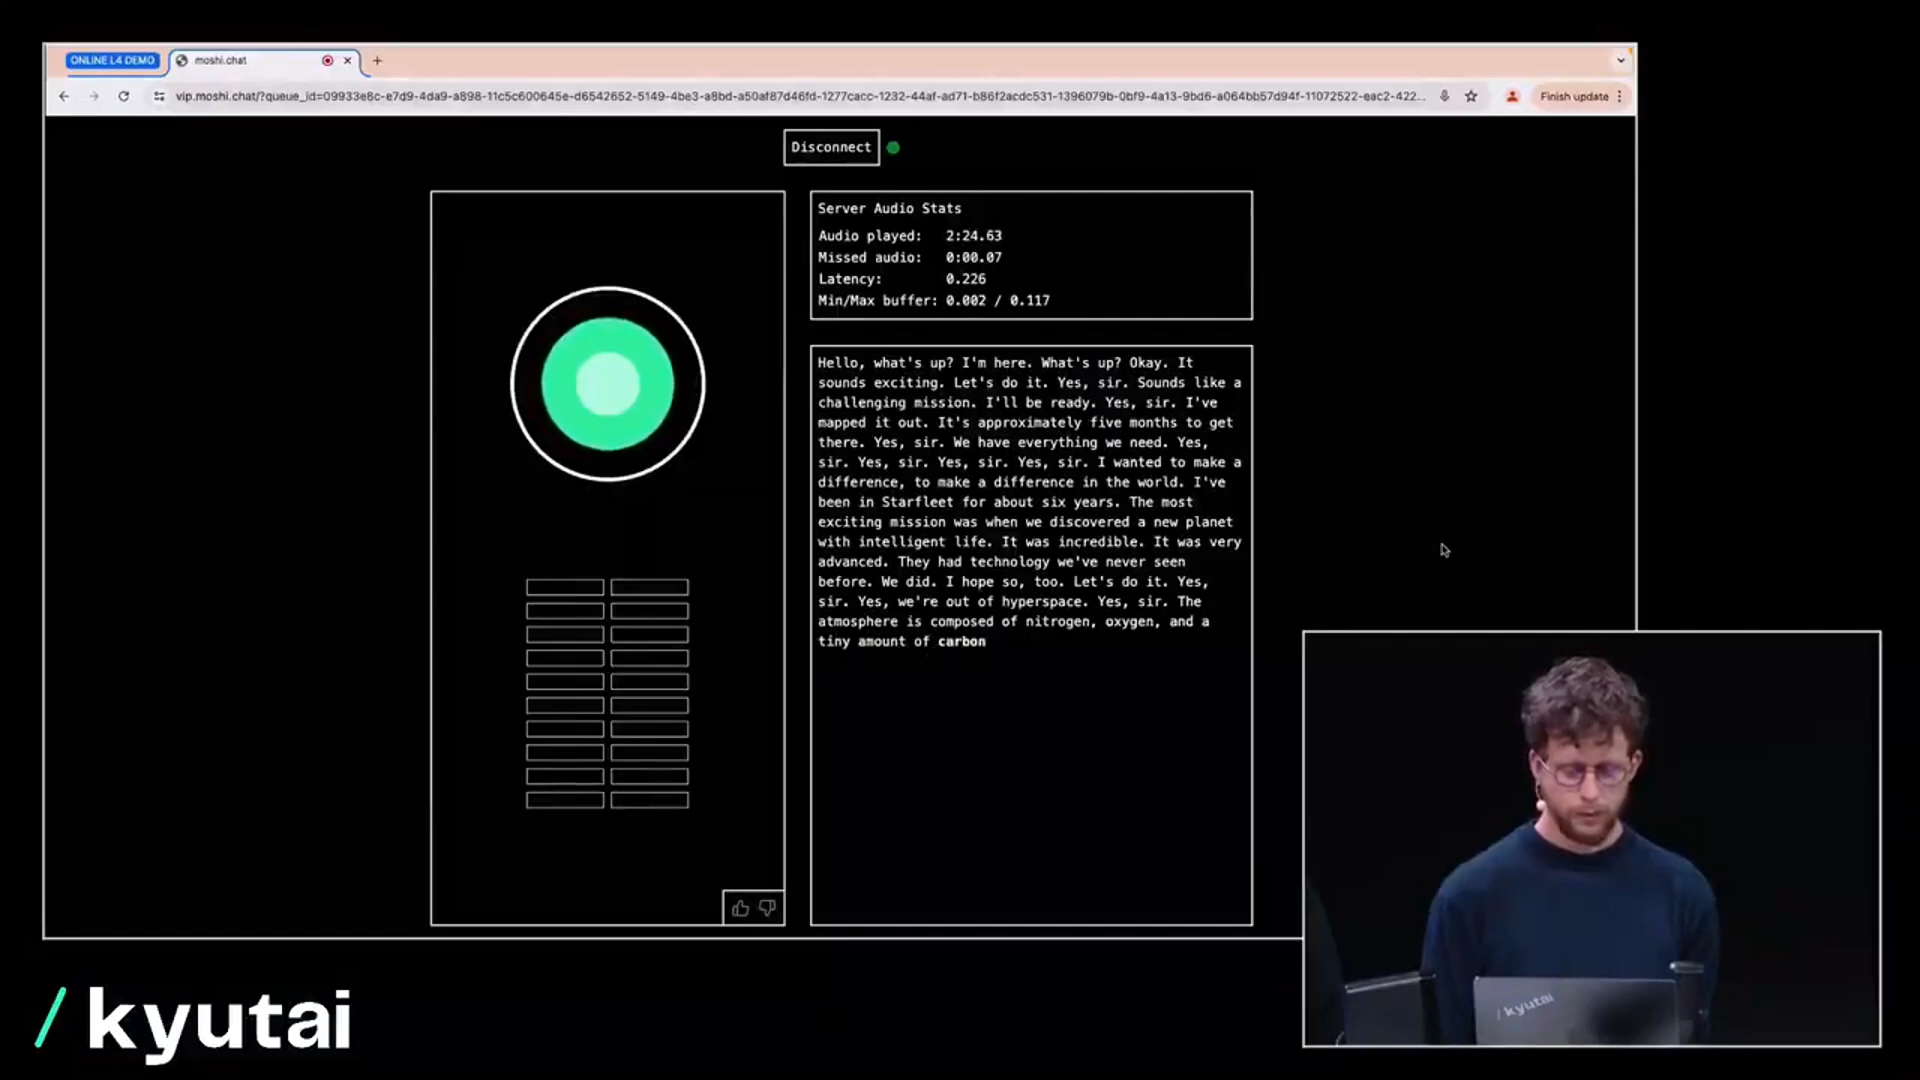 ONLINE L4 DEMO
moshi.chat
vip.moshi.chat/?queue_id=09933e8c-e7d9-4da9-a898-11c5c600645e-d6542652-5149-4be3-a8bd-a50af87d46fd-1277cacc-1232-44af-ad71-b86f2acdc531-1396079b-0bf9-4a13-9bd6-a064bb57d94f-11072522-eac2-422...
Finish update
Disconnect
Server Audio Stats
Audio played: 2:24.63
Missed audio: 0:00.07
Latency: 0.226
Min/Max buffer: 0.002 / 0.117
Hello, what's up? I'm here. What's up? Okay. It
sounds exciting. Let's do it. Yes, sir. Sounds like a
challenging mission. I'll be ready. Yes, sir. I've
mapped it out. It's approximately five months to get
there. Yes, sir. We have everything we need. Yes,
sir. Yes, sir. Yes, sir. Yes, sir. I wanted to make a
difference, to make a difference in the world. I've
been in Starfleet for about six years. The most
exciting mission was when we discovered a new planet
with intelligent life. It was incredible. It was very
advanced. They had technology we've never seen
before. We did. I hope so, too. Let's do it. Yes,
sir. Yes, we're out of hyperspace. Yes, sir. The
atmosphere is composed of nitrogen, oxygen, and a
tiny amount of carbon
/ kyutai
/ kyutai